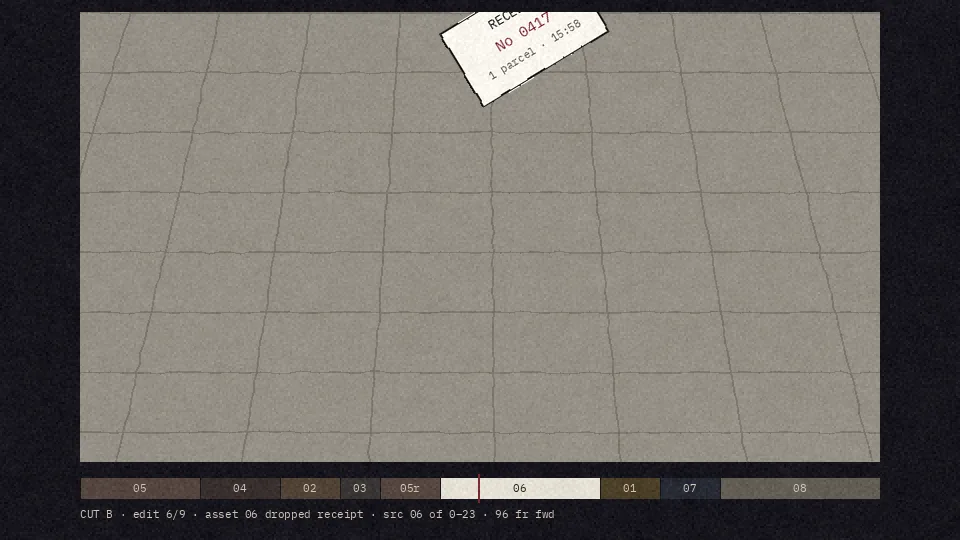 No 0417
1 parcel · 15:58
05 04 02 03 05r 06 01 07 08
CUT B · edit 6/9 · asset 06 dropped receipt · src 06 of 0–23 · 96 fr fwd